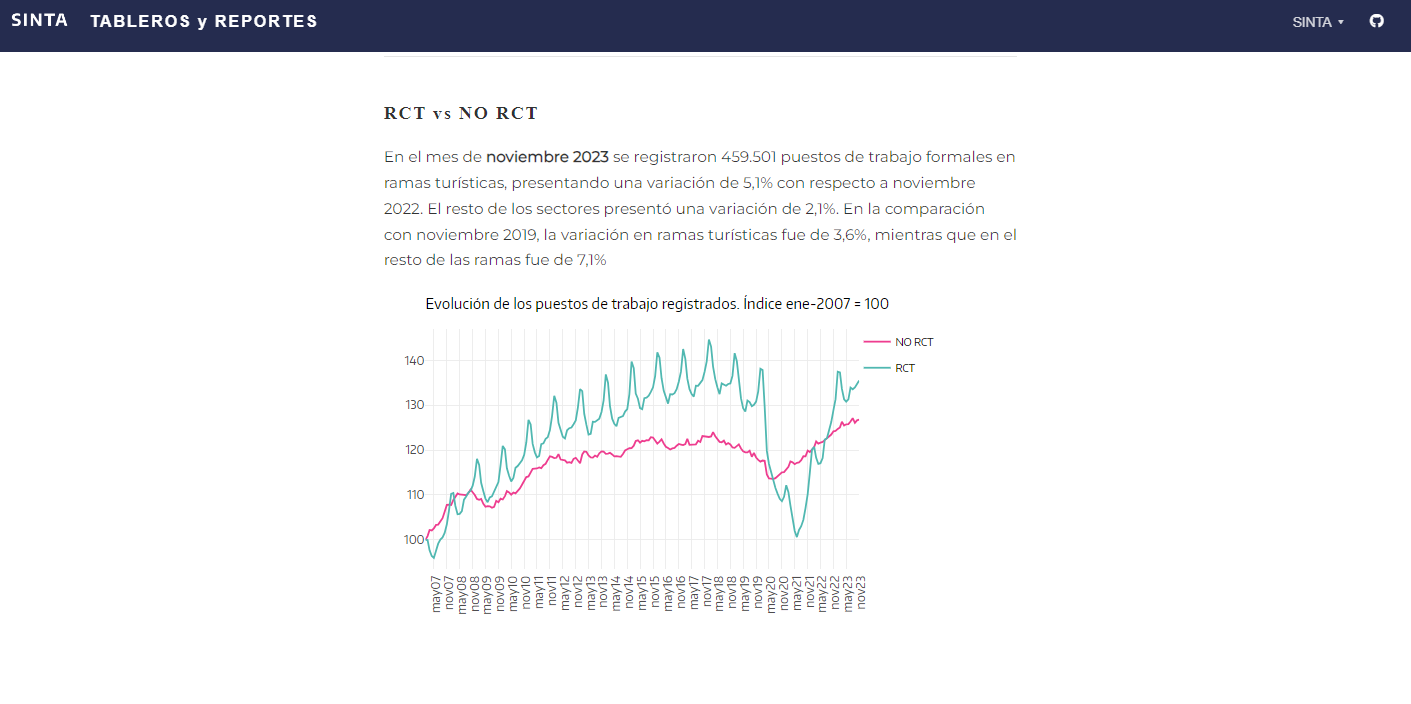 SINTA TABLEROS y REPORTES SINTA
RCT vs NO RCT
En el mes de noviembre 2023 se registraron 459.501 puestos de trabajo formales en
ramas turísticas, presentando una variación de 5,1% con respecto a noviembre
2022. El resto de los sectores presentó una variación de 2,1%. En la comparación
con noviembre 2019, la variación en ramas turísticas fue de 3,6%, mientras que en el
resto de las ramas fue de 7,1%
Evolución de los puestos de trabajo registrados. Índice ene-2007 = 100
NO RCT
RCT
140
130
120
110
100
may07
nov07
may08
nov08
may09
nov09
may10
nov10
may11
nov11
may12
nov12
may13
nov13
may14
nov14
may15
nov15
may16
nov16
may17
nov17
may18
nov18
may19
nov19
may20
nov20
may21
nov21
may22
nov22
may23
nov23